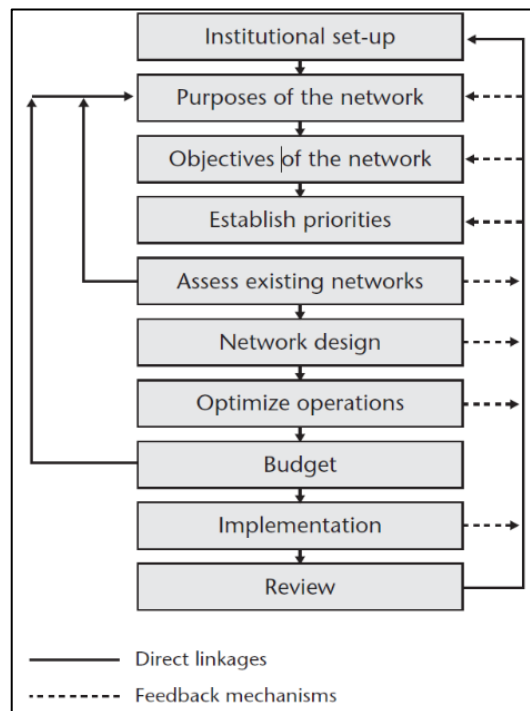 Institutional set-up
Purposes of the network
Objectives of the network
Establish priorities
Assess existing networks
Network design
Optimize operations
Budget
Implementation
Review
Direct linkages
Feedback mechanisms